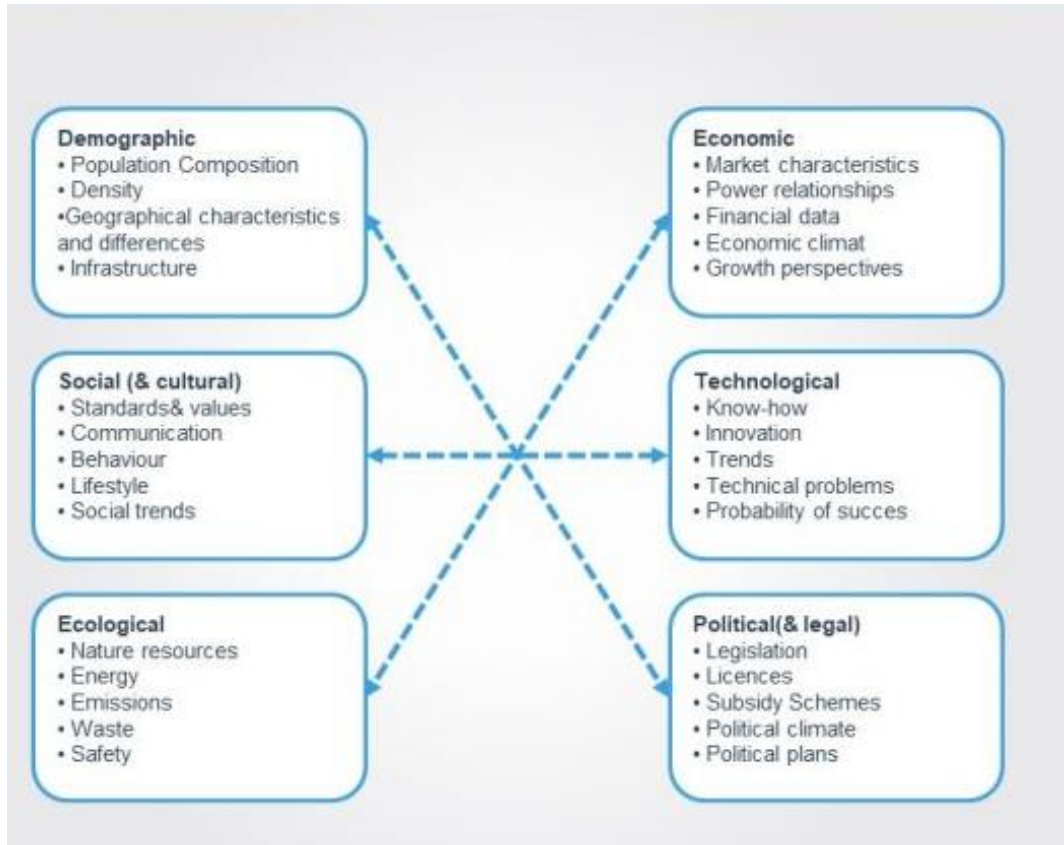 Demographic
• Population Composition
• Density
•Geographical characteristics
and differences
• Infrastructure
Economic
• Market characteristics
• Power relationships
• Financial data
• Economic climat
• Growth perspectives
Social (& cultural)
• Standards& values
• Communication
• Behaviour
• Lifestyle
• Social trends
Technological
• Know-how
• Innovation
• Trends
• Technical problems
• Probability of succes
Ecological
• Nature resources
• Energy
• Emissions
• Waste
• Safety
Political(& legal)
• Legislation
• Licences
• Subsidy Schemes
• Political climate
• Political plans